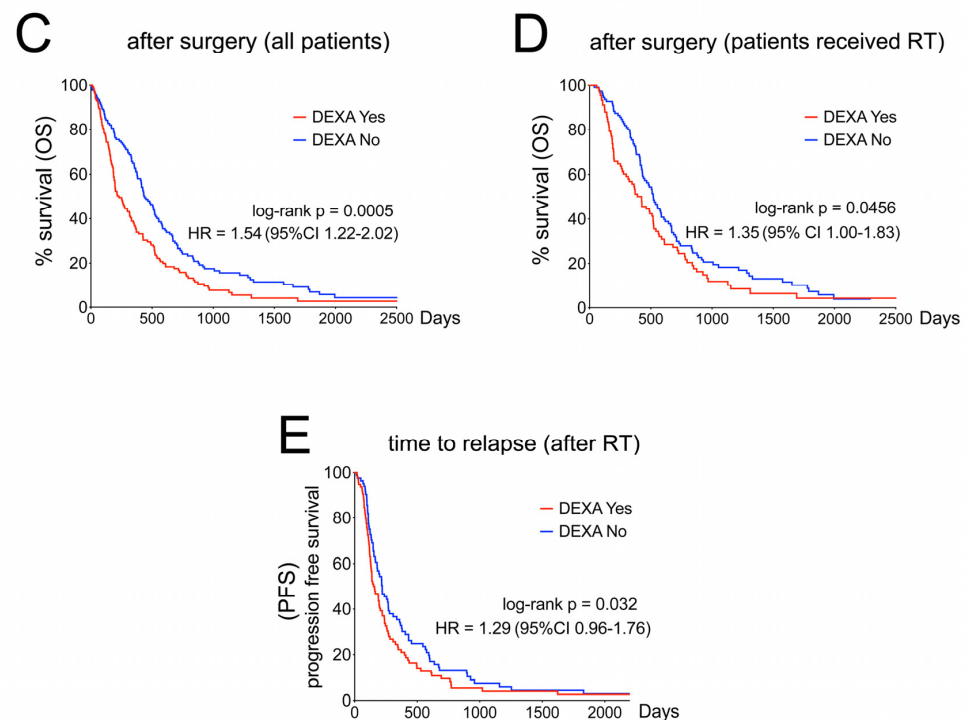 C
after surgery (all patients)
% survival (OS)
100
80
60
40
20
0
DEXA Yes
DEXA No
log-rank p = 0.0005
HR = 1.54 (95%CI 1.22-2.02)
0 500 1000 1500 2000 2500 Days
D
after surgery (patients received RT)
% survival (OS)
100
80
60
40
20
0
DEXA Yes
DEXA No
log-rank p = 0.0456
HR = 1.35 (95% CI 1.00-1.83)
0 500 1000 1500 2000 2500 Days
E
time to relapse (after RT)
(PFS)
progression free survival
100
80
60
40
20
0
DEXA Yes
DEXA No
log-rank p = 0.032
HR = 1.29 (95%CI 0.96-1.76)
0 500 1000 1500 2000 Days